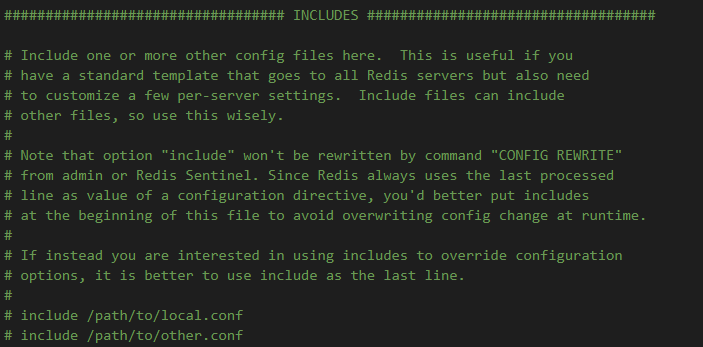 ################################## INCLUDES ###################################
# Include one or more other config files here.  This is useful if you
# have a standard template that goes to all Redis servers but also need
# to customize a few per-server settings.  Include files can include
# other files, so use this wisely.
#
# Note that option "include" won't be rewritten by command "CONFIG REWRITE"
# from admin or Redis Sentinel. Since Redis always uses the last processed
# line as value of a configuration directive, you'd better put includes
# at the beginning of this file to avoid overwriting config change at runtime.
#
# If instead you are interested in using includes to override configuration
# options, it is better to use include as the last line.
#
# include /path/to/local.conf
# include /path/to/other.conf